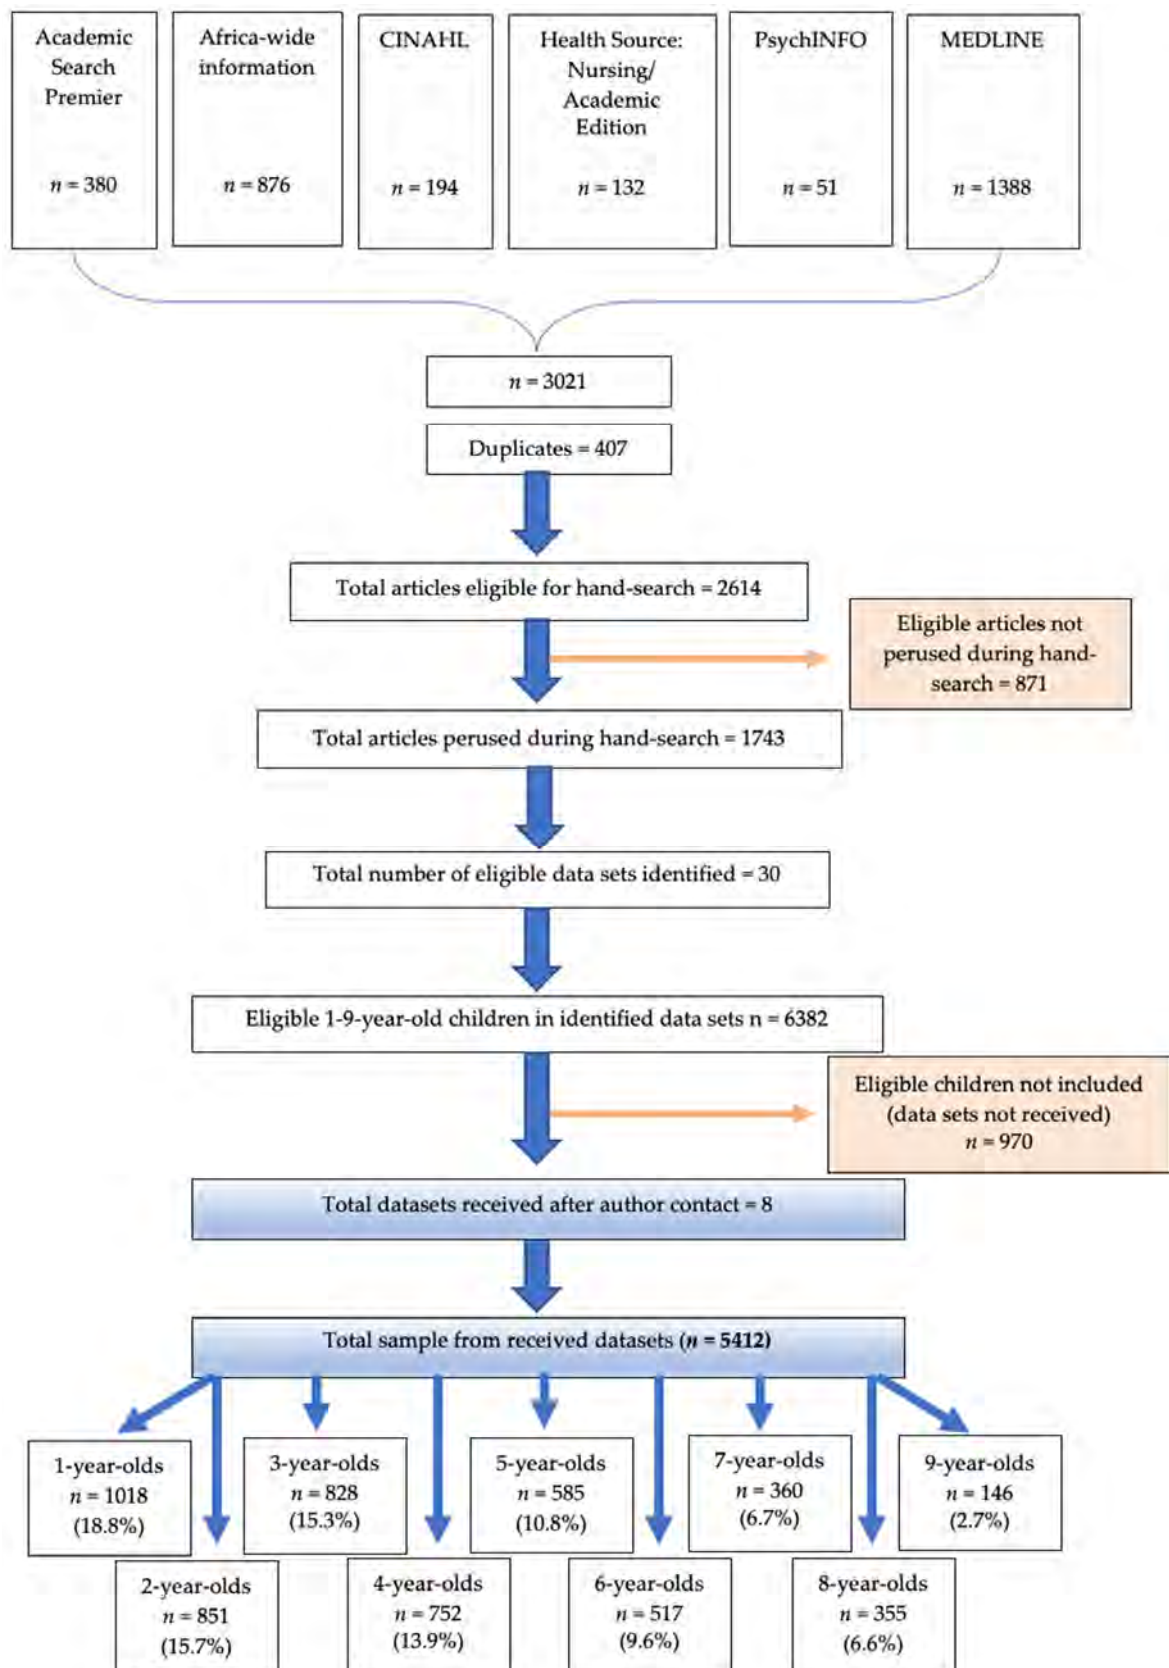 Academic
Search
Premier
n = 380
Africa-wide
information
n = 876
CINAHL
n = 194
Health Source:
Nursing/
Academic
Edition
n = 132
PsychINFO
n = 51
MEDLINE
n = 1388
n = 3021
Duplicates = 407
Total articles eligible for hand-search = 2614
Eligible articles not
perused during hand-
search = 871
Total articles perused during hand-search = 1743
Total number of eligible data sets identified = 30
Eligible 1-9-year-old children in identified data sets n = 6382
Eligible children not included
(data sets not received)
n = 970
Total datasets received after author contact = 8
Total sample from received datasets (n = 5412)
1-year-olds
n = 1018
(18.8%)
2-year-olds
n = 851
(15.7%)
3-year-olds
n = 828
(15.3%)
4-year-olds
n = 752
(13.9%)
5-year-olds
n = 585
(10.8%)
6-year-olds
n = 517
(9.6%)
7-year-olds
n = 360
(6.7%)
8-year-olds
n = 355
(6.6%)
9-year-olds
n = 146
(2.7%)